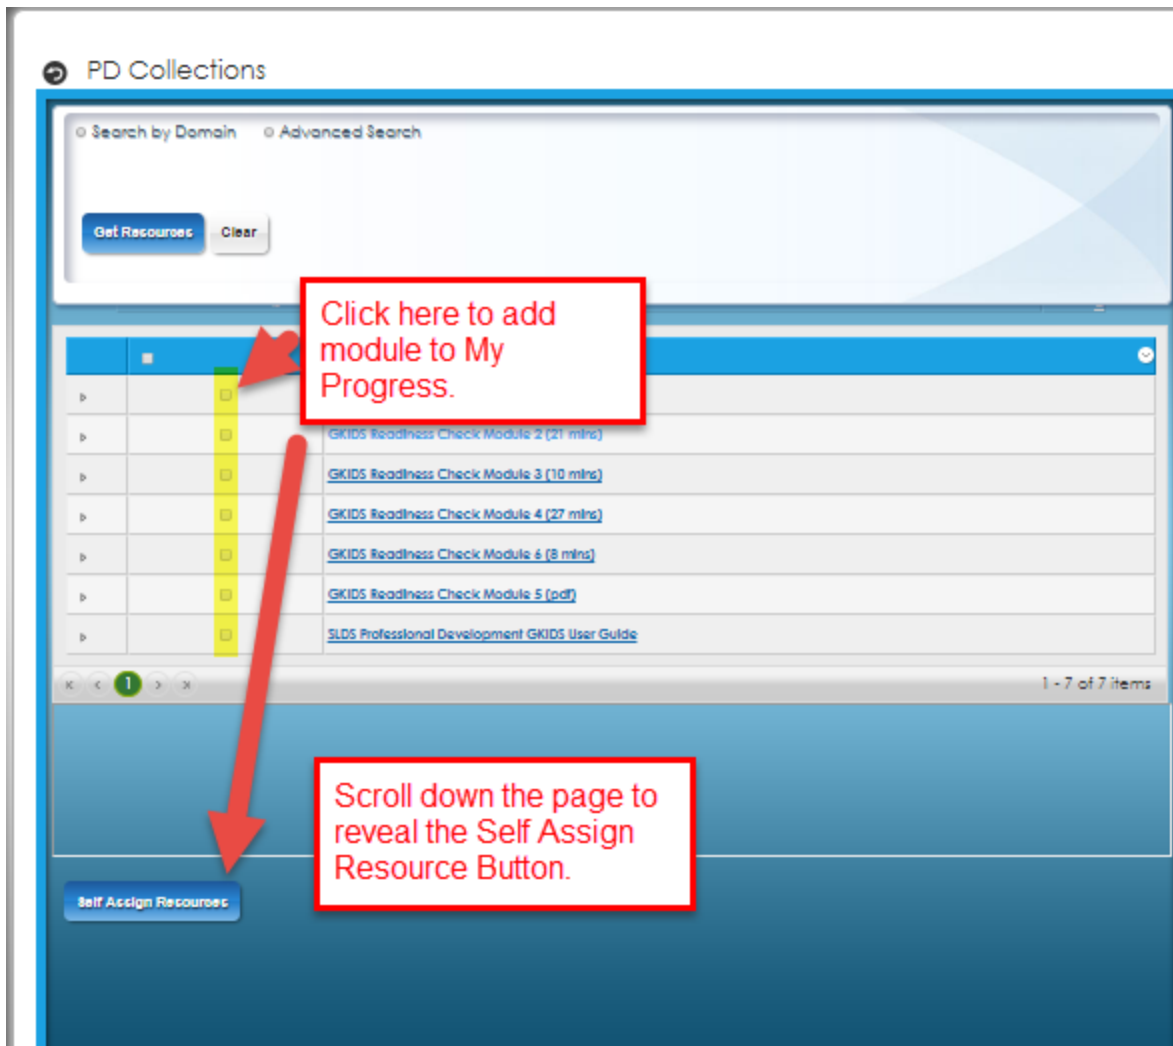 PD Collections
Search by Domain Advanced Search
Get Resources Clear
Click here to add
module to My
Progress.
GKIDS Readiness Check Module 2 (21 mins)
GKIDS Readiness Check Module 3 (10 mins)
GKIDS Readiness Check Module 4 (27 mins)
GKIDS Readiness Check Module 6 (8 mins)
GKIDS Readiness Check Module 5 (pdf)
SLDS Professional Development GKIDS User Guide
1 1 - 7 of 7 items
Scroll down the page to
reveal the Self Assign
Resource Button.
Self Assign Resources